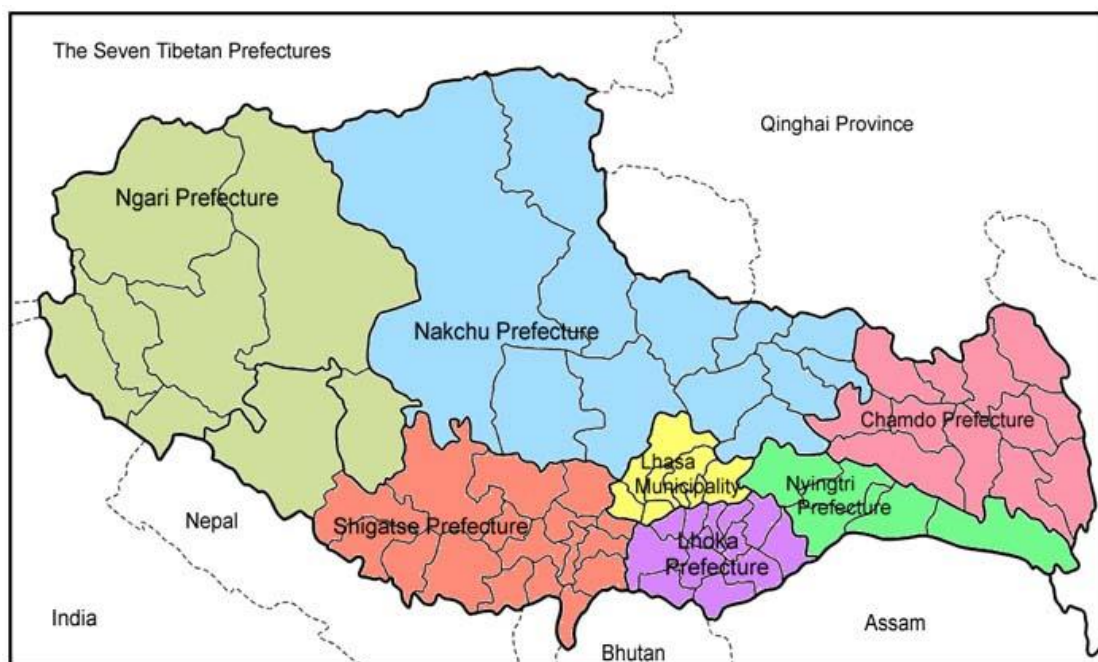 The Seven Tibetan Prefectures
Qinghai Province
Ngari Prefecture
Nakchu Prefecture
Chamdo Prefecture
Lhasa
Municipality
Nyingtri
Prefecture
Nepal
Shigatse Prefecture
Lhoka
Prefecture
India
Assam
Bhutan